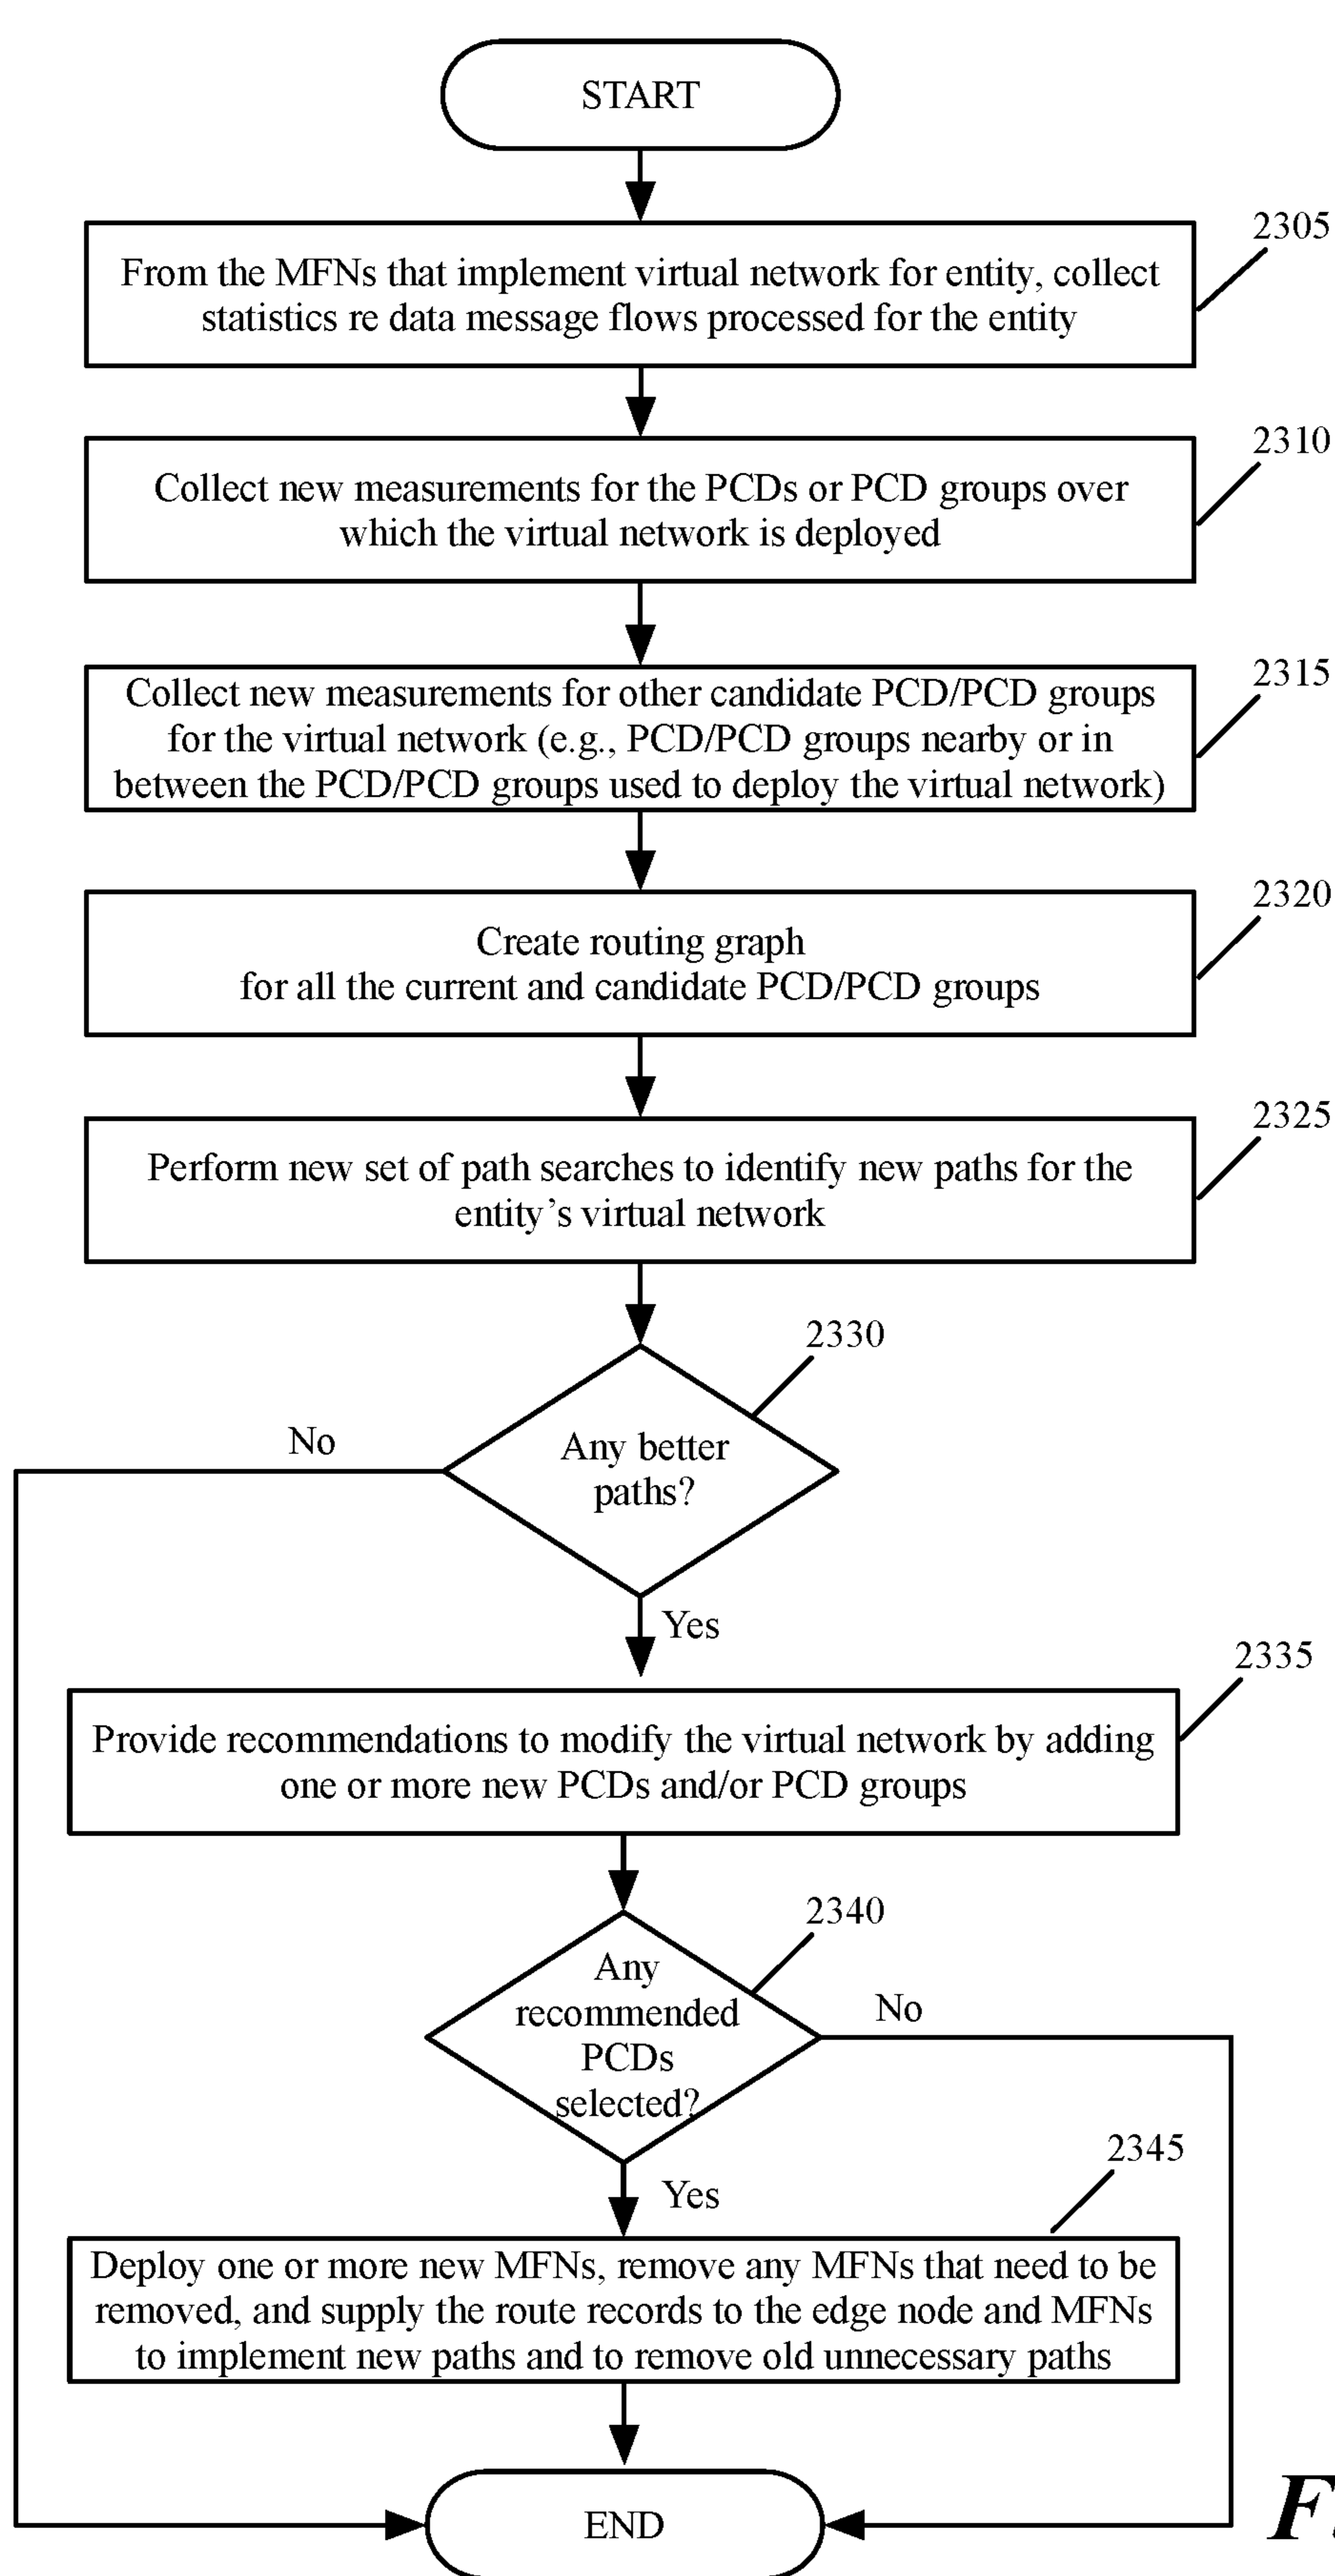 START
2305
From the MFNs that implement virtual network for entity, collect
statistics re data message flows processed for the entity
2310
Collect new measurements for the PCDs or PCD groups over
which the virtual network is deployed
2315
Collect new measurements for other candidate PCD/PCD groups
for the virtual network (e.g., PCD/PCD groups nearby or in
between the PCD/PCD groups used to deploy the virtual network)
2320
Create routing graph
for all the current and candidate PCD/PCD groups
2325
Perform new set of path searches to identify new paths for the
entity’s virtual network
2330
No
Any better
paths?
Yes
2335
Provide recommendations to modify the virtual network by adding
one or more new PCDs and/or PCD groups
2340
Any
recommended
PCDs
selected?
No
Yes
2345
Deploy one or more new MFNs, remove any MFNs that need to be
removed, and supply the route records to the edge node and MFNs
to implement new paths and to remove old unnecessary paths
END